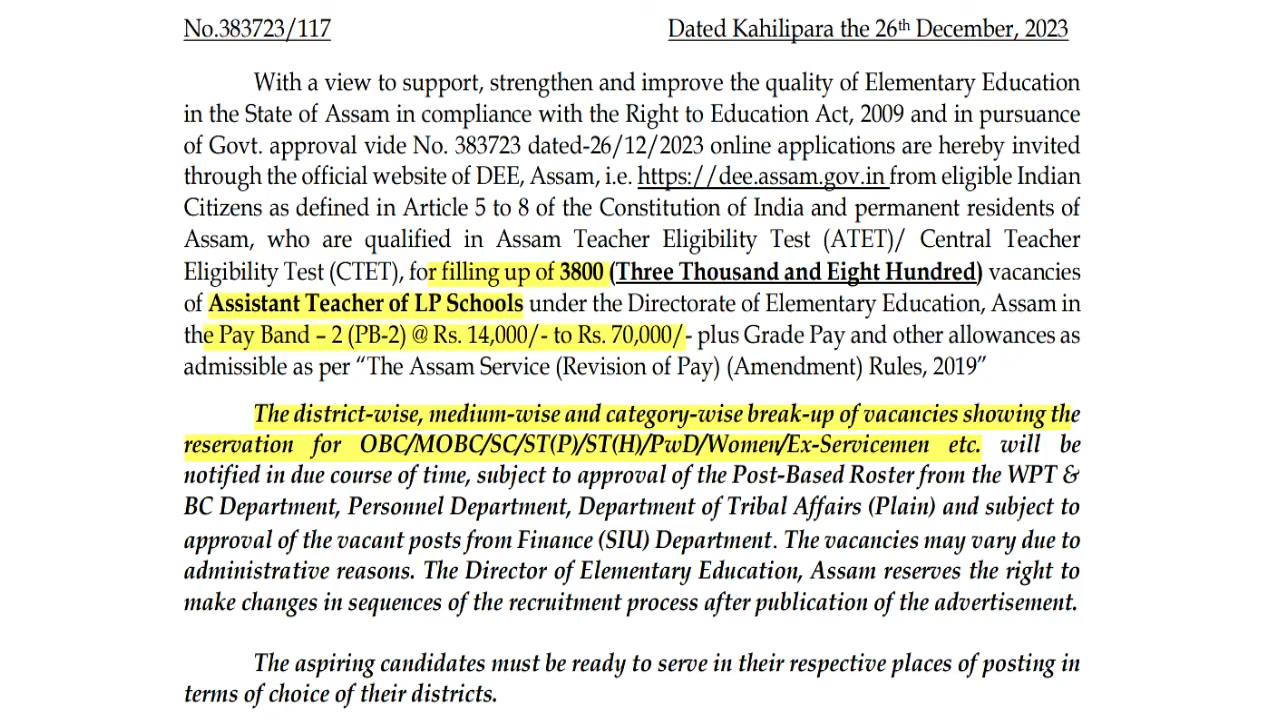 No.383723/117 Dated Kahilipara the 26th December, 2023
With a view to support, strengthen and improve the quality of Elementary Education
in the State of Assam in compliance with the Right to Education Act, 2009 and in pursuance
of Govt. approval vide No. 383723 dated-26/12/2023 online applications are hereby invited
through the official website of DEE, Assam, i.e. https://dee.assam.gov.in from eligible Indian
Citizens as defined in Article 5 to 8 of the Constitution of India and permanent residents of
Assam, who are qualified in Assam Teacher Eligibility Test (ATET)/ Central Teacher
Eligibility Test (CTET), for filling up of 3800 (Three Thousand and Eight Hundred) vacancies
of Assistant Teacher of LP Schools under the Directorate of Elementary Education, Assam in
the Pay Band – 2 (PB-2) @ Rs. 14,000/- to Rs. 70,000/- plus Grade Pay and other allowances as
admissible as per “The Assam Service (Revision of Pay) (Amendment) Rules, 2019”
The district-wise, medium-wise and category-wise break-up of vacancies showing the
reservation for OBC/MOBC/SC/ST(P)/ST(H)/PwD/Women/Ex-Servicemen etc. will be
notified in due course of time, subject to approval of the Post-Based Roster from the WPT &
BC Department, Personnel Department, Department of Tribal Affairs (Plain) and subject to
approval of the vacant posts from Finance (SIU) Department. The vacancies may vary due to
administrative reasons. The Director of Elementary Education, Assam reserves the right to
make changes in sequences of the recruitment process after publication of the advertisement.
The aspiring candidates must be ready to serve in their respective places of posting in
terms of choice of their districts.